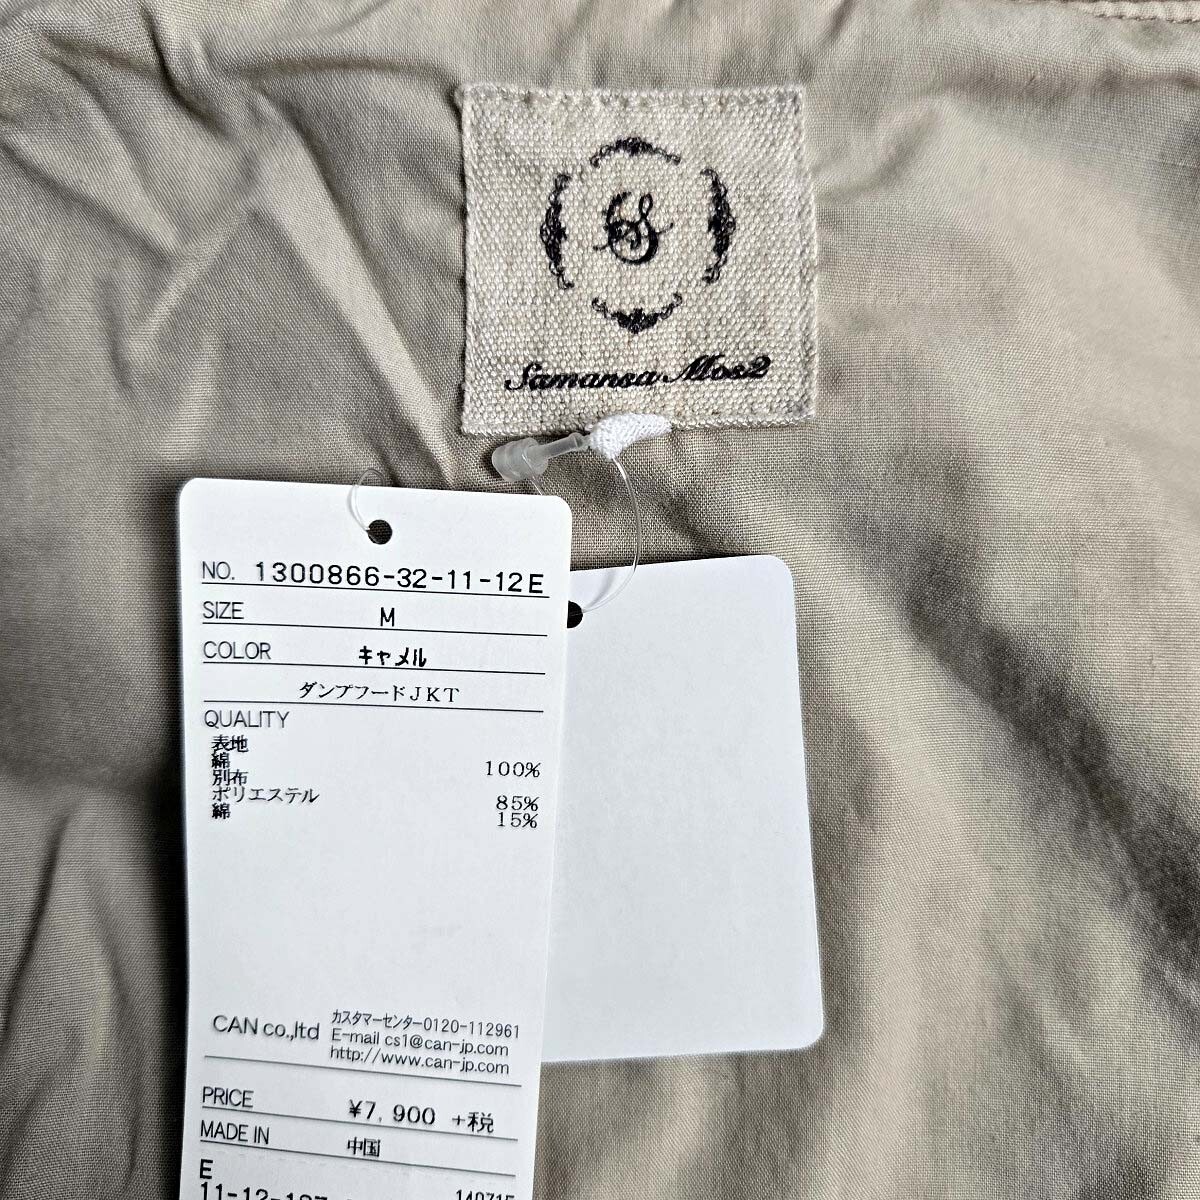 S
Samansa Mos2
NO. 1300866-32-11-12E
SIZE M
COLOR キャメル
ダンプフードJKT
QUALITY
表地
綿 100%
別布
ポリエステル 85%
綿 15%
CAN co.,ltd
カスタマーセンター0120-112961
E-mail cs1@can-jp.com
http://www.can-jp.com
PRICE ¥7,900 +税
MADE IN 中国
E